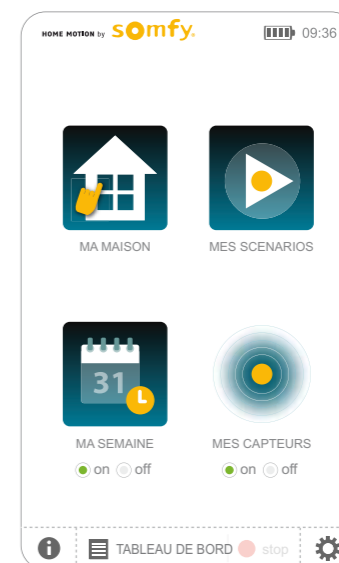 HOME MOTION by somfy. 09:36
MA MAISON MES SCENARIOS
31
MA SEMAINE MES CAPTEURS
on off on off
TABLEAU DE BORD stop